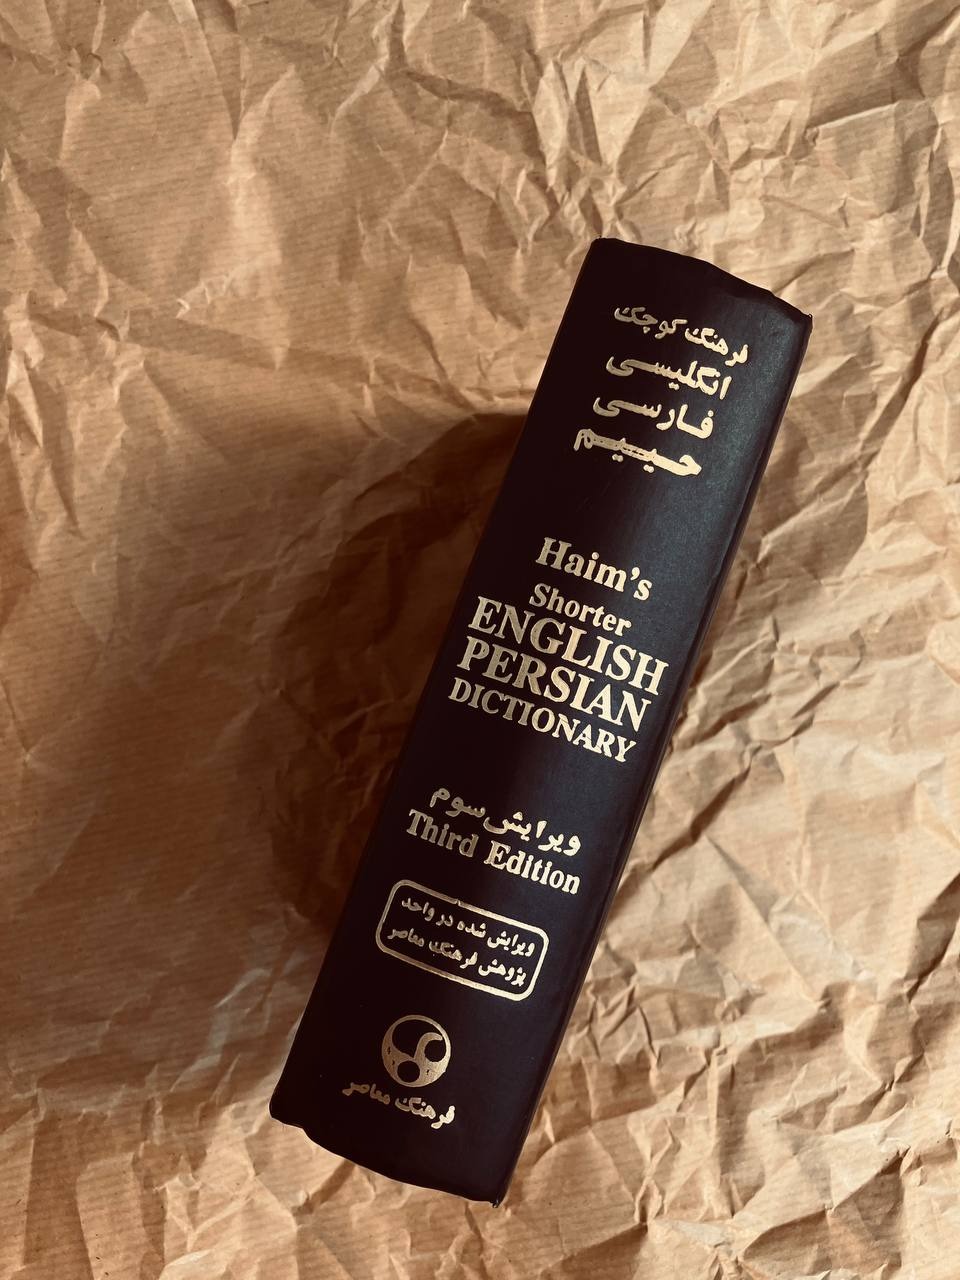 فرهنگ کوچک
انگلیسی
فارسی
حییم
Haim's
Shorter
ENGLISH
PERSIAN
DICTIONARY
ویرایش سوم
Third Edition
ویرایش شده در واحد
پژوهش فرهنگ معاصر
فرهنگ معاصر